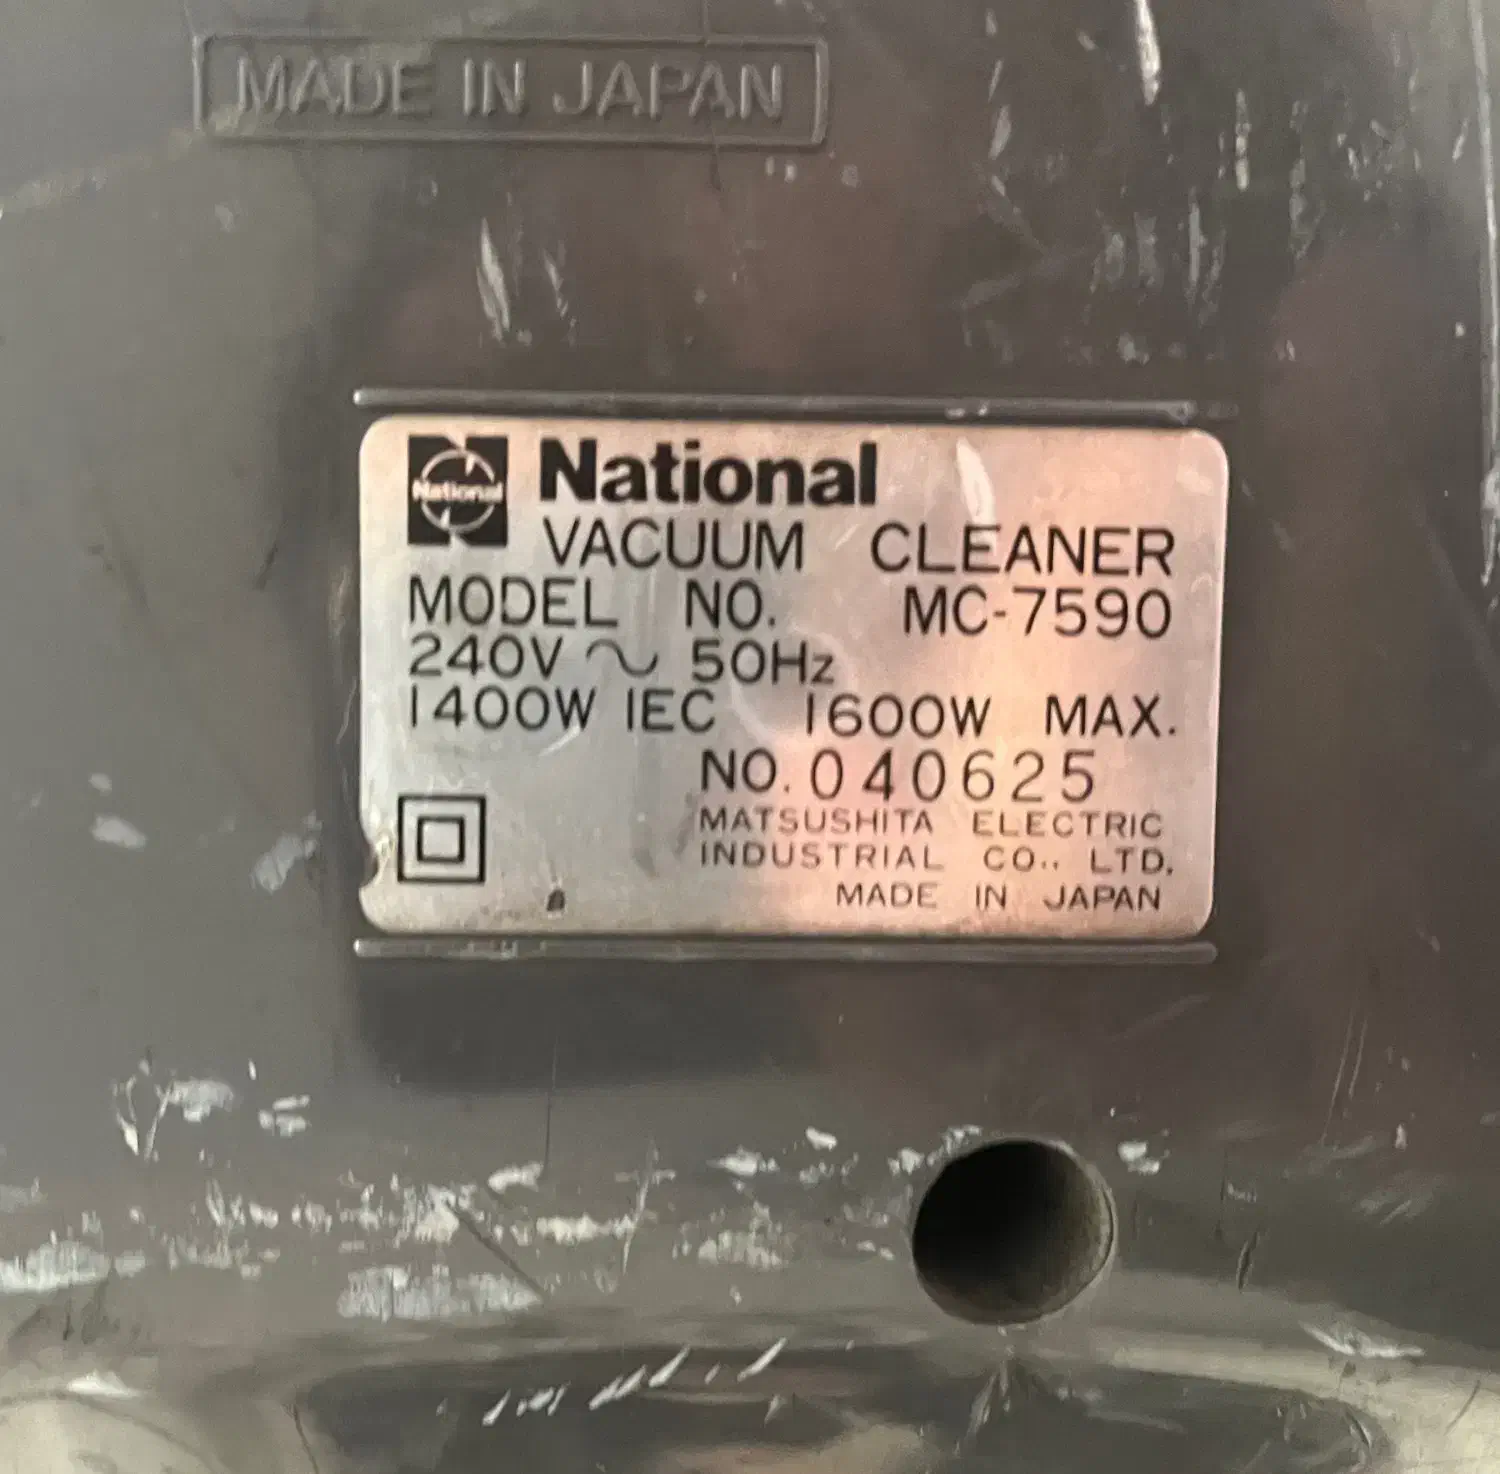 MADE IN JAPAN
National National
VACUUM CLEANER
MODEL NO. MC-7590
240V ~ 50Hz
1400W IEC 1600W MAX.
NO. 040625
MATSUSHITA ELECTRIC
INDUSTRIAL CO., LTD.
MADE IN JAPAN